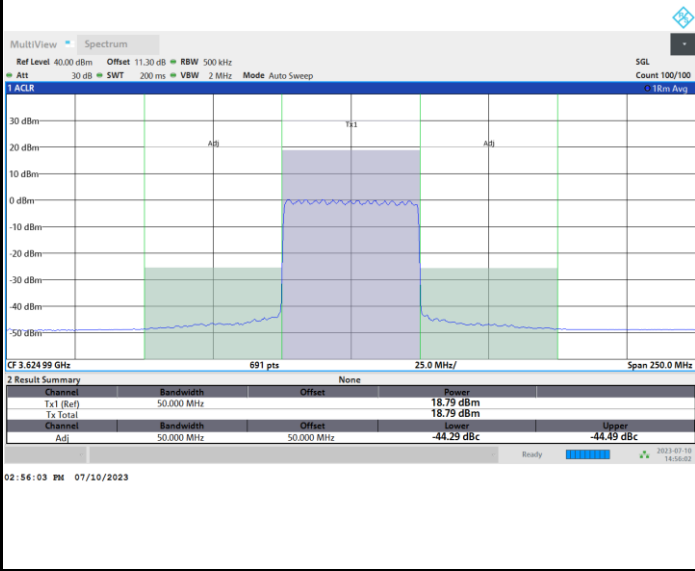 MultiView Spectrum
Ref Level 40.00 dBm Offset 11.30 dB RBW 500 kHz SGL
Att 30 dB SWT 200 ms VBW 2 MHz Mode Auto Sweep Count 100/100
1 ACLR 1Rm Avg
30 dBm
Tx1
20 dBm
Adj Adj
10 dBm
0 dBm
-10 dBm
-20 dBm
-30 dBm
-40 dBm
-50 dBm
CF 3.624 99 GHz 691 pts 25.0 MHz/ Span 250.0 MHz
2 Result Summary None
Channel Bandwidth Offset Power
Tx1 (Ref) 50.000 MHz 18.79 dBm
Tx Total 18.79 dBm
Channel Bandwidth Offset Lower Upper
Adj 50.000 MHz 50.000 MHz -44.29 dBc -44.49 dBc
Ready 2023-07-10
14:56:02
02:56:03 PM 07/10/2023